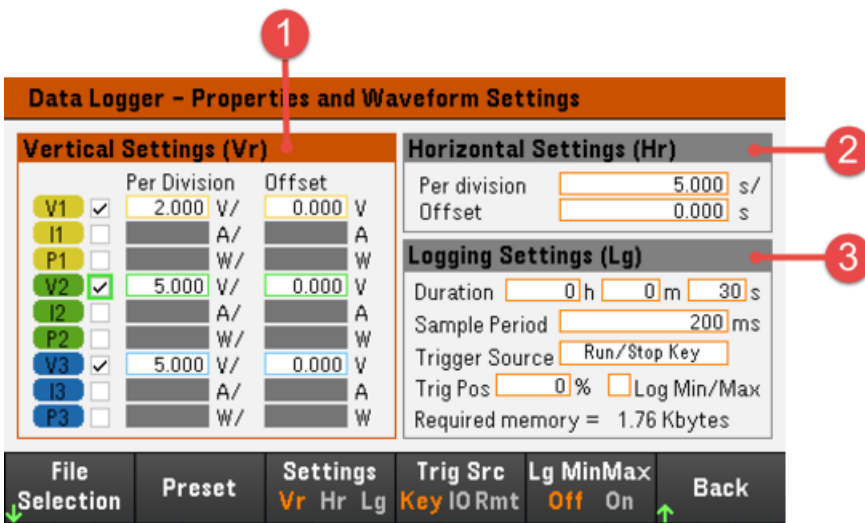 1
Data Logger - Properties and Waveform Settings
Vertical Settings (Vr)
Per Division Offset
V1 2.000 V/ 0.000 V
I1 A/ A
P1 W/ W
V2 5.000 V/ 0.000 V
I2 A/ A
P2 W/ W
V3 5.000 V/ 0.000 V
I3 A/ A
P3 W/ W
Horizontal Settings (Hr)
2
Per division 5.000 s/
Offset 0.000 s
Logging Settings (Lg)
3
Duration 0 h 0 m 30 s
Sample Period 200 ms
Trigger Source Run/Stop Key
Trig Pos 0 % Log Min/Max
Required memory = 1.76 Kbytes
File Selection
Preset
Settings
Vr Hr Lg
Trig Src
Key IO Rmt
Lg MinMax
Off On
Back